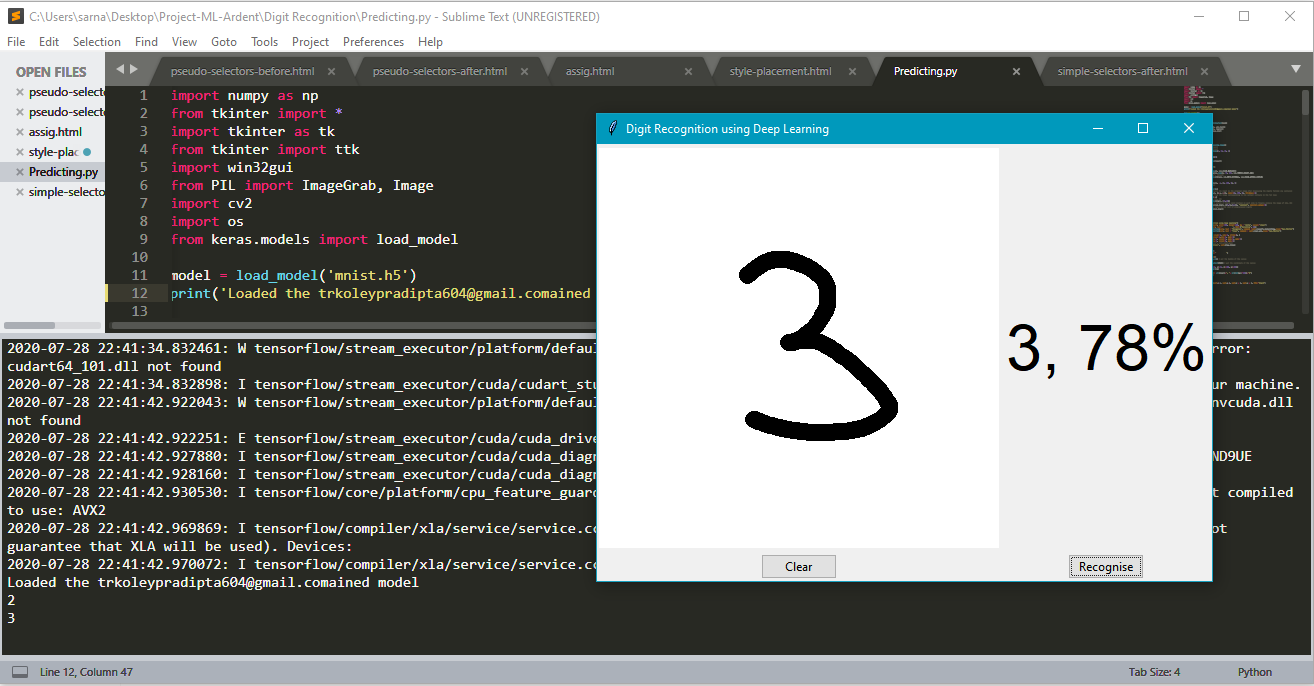 C:\Users\sarna\Desktop\Project-ML-Ardent\Digit Recognition\Predicting.py - Sublime Text (UNREGISTERED)
File Edit Selection Find View Goto Tools Project Preferences Help
OPEN FILES
pseudo-selectors-before.html pseudo-selectors-after.html assig.html style-placement.html Predicting.py simple-selectors-after.html
pseudo-selecto
pseudo-selecto
assig.html
style-plac
Predicting.py
simple-selecto
1 import numpy as np
2 from tkinter import *
3 import tkinter as tk
4 from tkinter import ttk
5 import win32gui
6 from PIL import ImageGrab, Image
7 import cv2
8 import os
9 from keras.models import load_model
10
11 model = load_model('mnist.h5')
12 print('Loaded the trkoleypradipta604@gmail.comained
13
Digit Recognition using Deep Learning
3
3, 78%
Clear Recognise
2020-07-28 22:41:34.832461: W tensorflow/stream_executor/platform/defau rror:
cudart64_101.dll not found
2020-07-28 22:41:34.832898: I tensorflow/stream_executor/cuda/cudart_stu ur machine.
2020-07-28 22:41:42.922043: W tensorflow/stream_executor/platform/defau nvcuda.dll
not found
2020-07-28 22:41:42.922251: E tensorflow/stream_executor/cuda/cuda_drive
2020-07-28 22:41:42.927880: I tensorflow/stream_executor/cuda/cuda_diagn ND9UE
2020-07-28 22:41:42.928160: I tensorflow/stream_executor/cuda/cuda_diagn
2020-07-28 22:41:42.930530: I tensorflow/core/platform/cpu_feature_guard t compiled
to use: AVX2
2020-07-28 22:41:42.969869: I tensorflow/compiler/xla/service/service.cc ot
guarantee that XLA will be used). Devices:
2020-07-28 22:41:42.970072: I tensorflow/compiler/xla/service/service.cc
Loaded the trkoleypradipta604@gmail.comained model
2
3
Line 12, Column 47 Tab Size: 4 Python